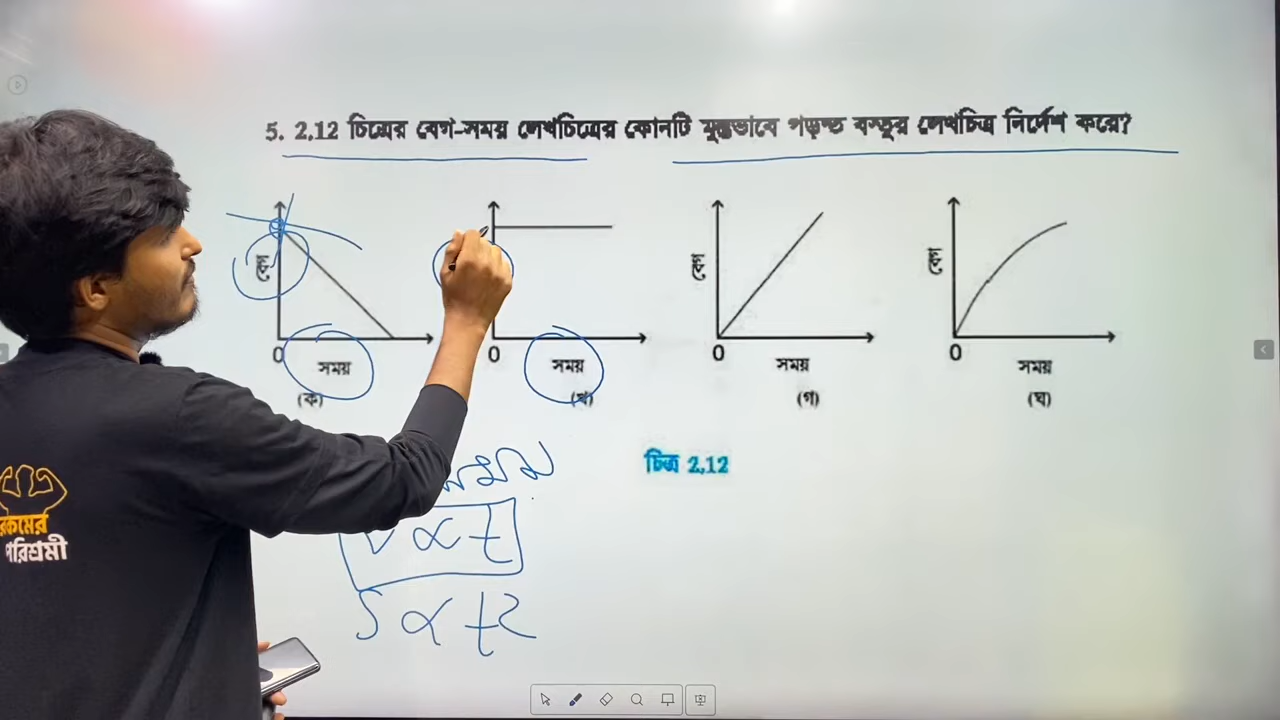 5. 2.12 চিত্রের বেগ-সময় লেখচিত্রের কোনটি মুক্তভাবে পড়ন্ত বস্তুর লেখচিত্র নির্দেশ করে?
বেগ
বেগ
বেগ
0
0
0
0
সময়
সময়
সময়
সময়
(ক)
(খ)
(গ)
(ঘ)
চিত্র 2.12
v ∝ t
S ∝ t2
রকমের
পরিশ্রমী